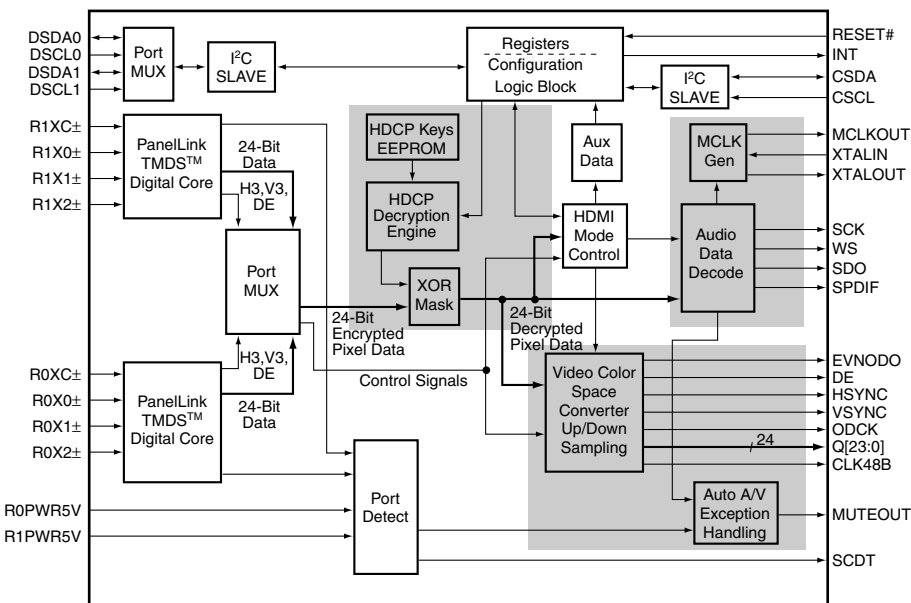 DSDA0
DSCL0
DSDA1
DSCL1
Port
MUX
I²C
SLAVE
Registers
Configuration
Logic Block
I²C
SLAVE
RESET#
INT
CSDA
CSCL
R1XC±
R1X0±
R1X1±
R1X2±
PanelLink
TMDS™
Digital Core
24-Bit
Data
H3,V3,
DE
HDCP Keys
EEPROM
HDCP
Decryption
Engine
Aux
Data
HDMI
Mode
Control
MCLK
Gen
MCLKOUT
XTALIN
XTALOUT
Audio
Data
Decode
SCK
WS
SDO
SPDIF
Port
MUX
XOR
Mask
24-Bit
Encrypted
Pixel Data
24-Bit
Decrypted
Pixel Data
R0XC±
R0X0±
R0X1±
R0X2±
PanelLink
TMDS™
Digital Core
H3,V3,
DE
24-Bit
Data
Control Signals
Video Color
Space
Converter
Up/Down
Sampling
EVNODO
DE
HSYNC
VSYNC
ODCK
24
Q[23:0]
CLK48B
R0PWR5V
R1PWR5V
Port
Detect
Auto A/V
Exception
Handling
MUTEOUT
SCDT